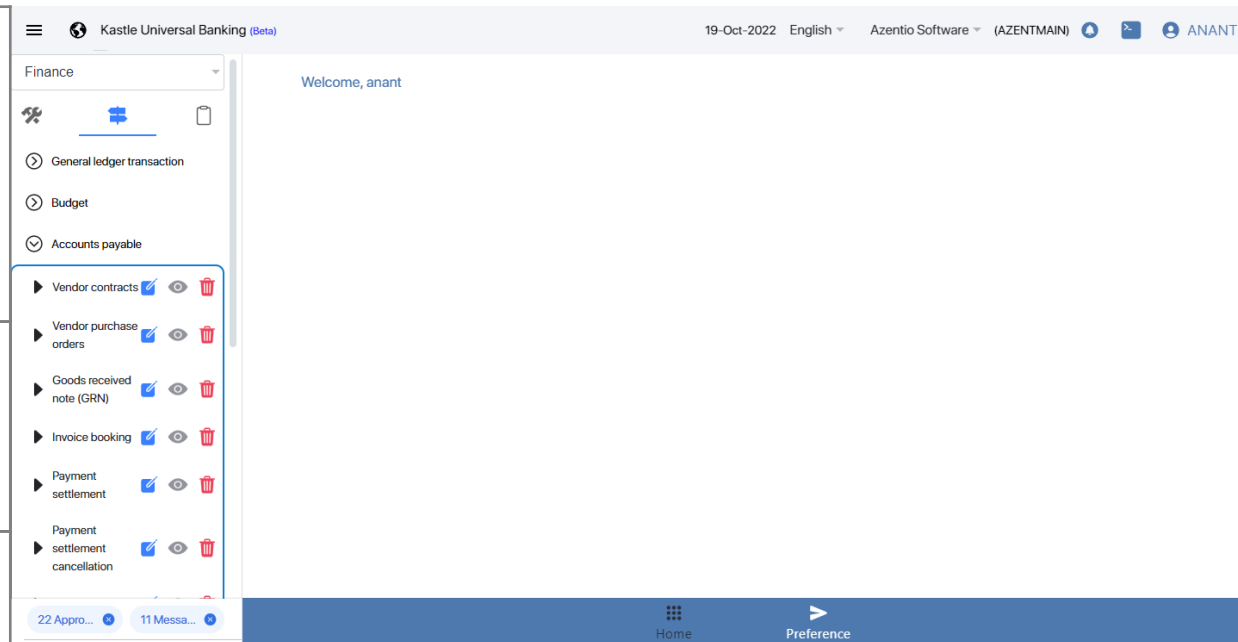 Kastle Universal Banking (Beta)
19-Oct-2022 English Azentio Software (AZENTMAIN) ANANT
Finance
Welcome, anant
General ledger transaction
Budget
Accounts payable
Vendor contracts
Vendor purchase
orders
Goods received
note (GRN)
Invoice booking
Payment
settlement
Payment
settlement
cancellation
22 Appro... 11 Messa...
Home
Preference